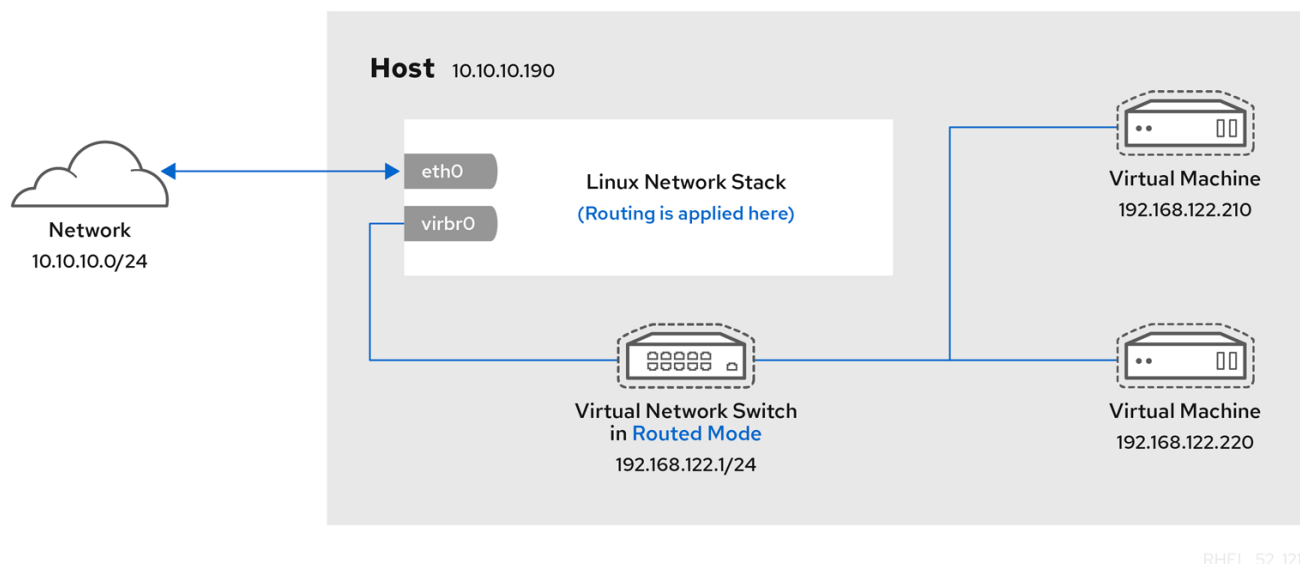 Host 10.10.10.190
eth0
Linux Network Stack
(Routing is applied here)
virbr0
Network
10.10.10.0/24
Virtual Machine
192.168.122.210
Virtual Network Switch
in Routed Mode
192.168.122.1/24
Virtual Machine
192.168.122.220
RHEL_52_